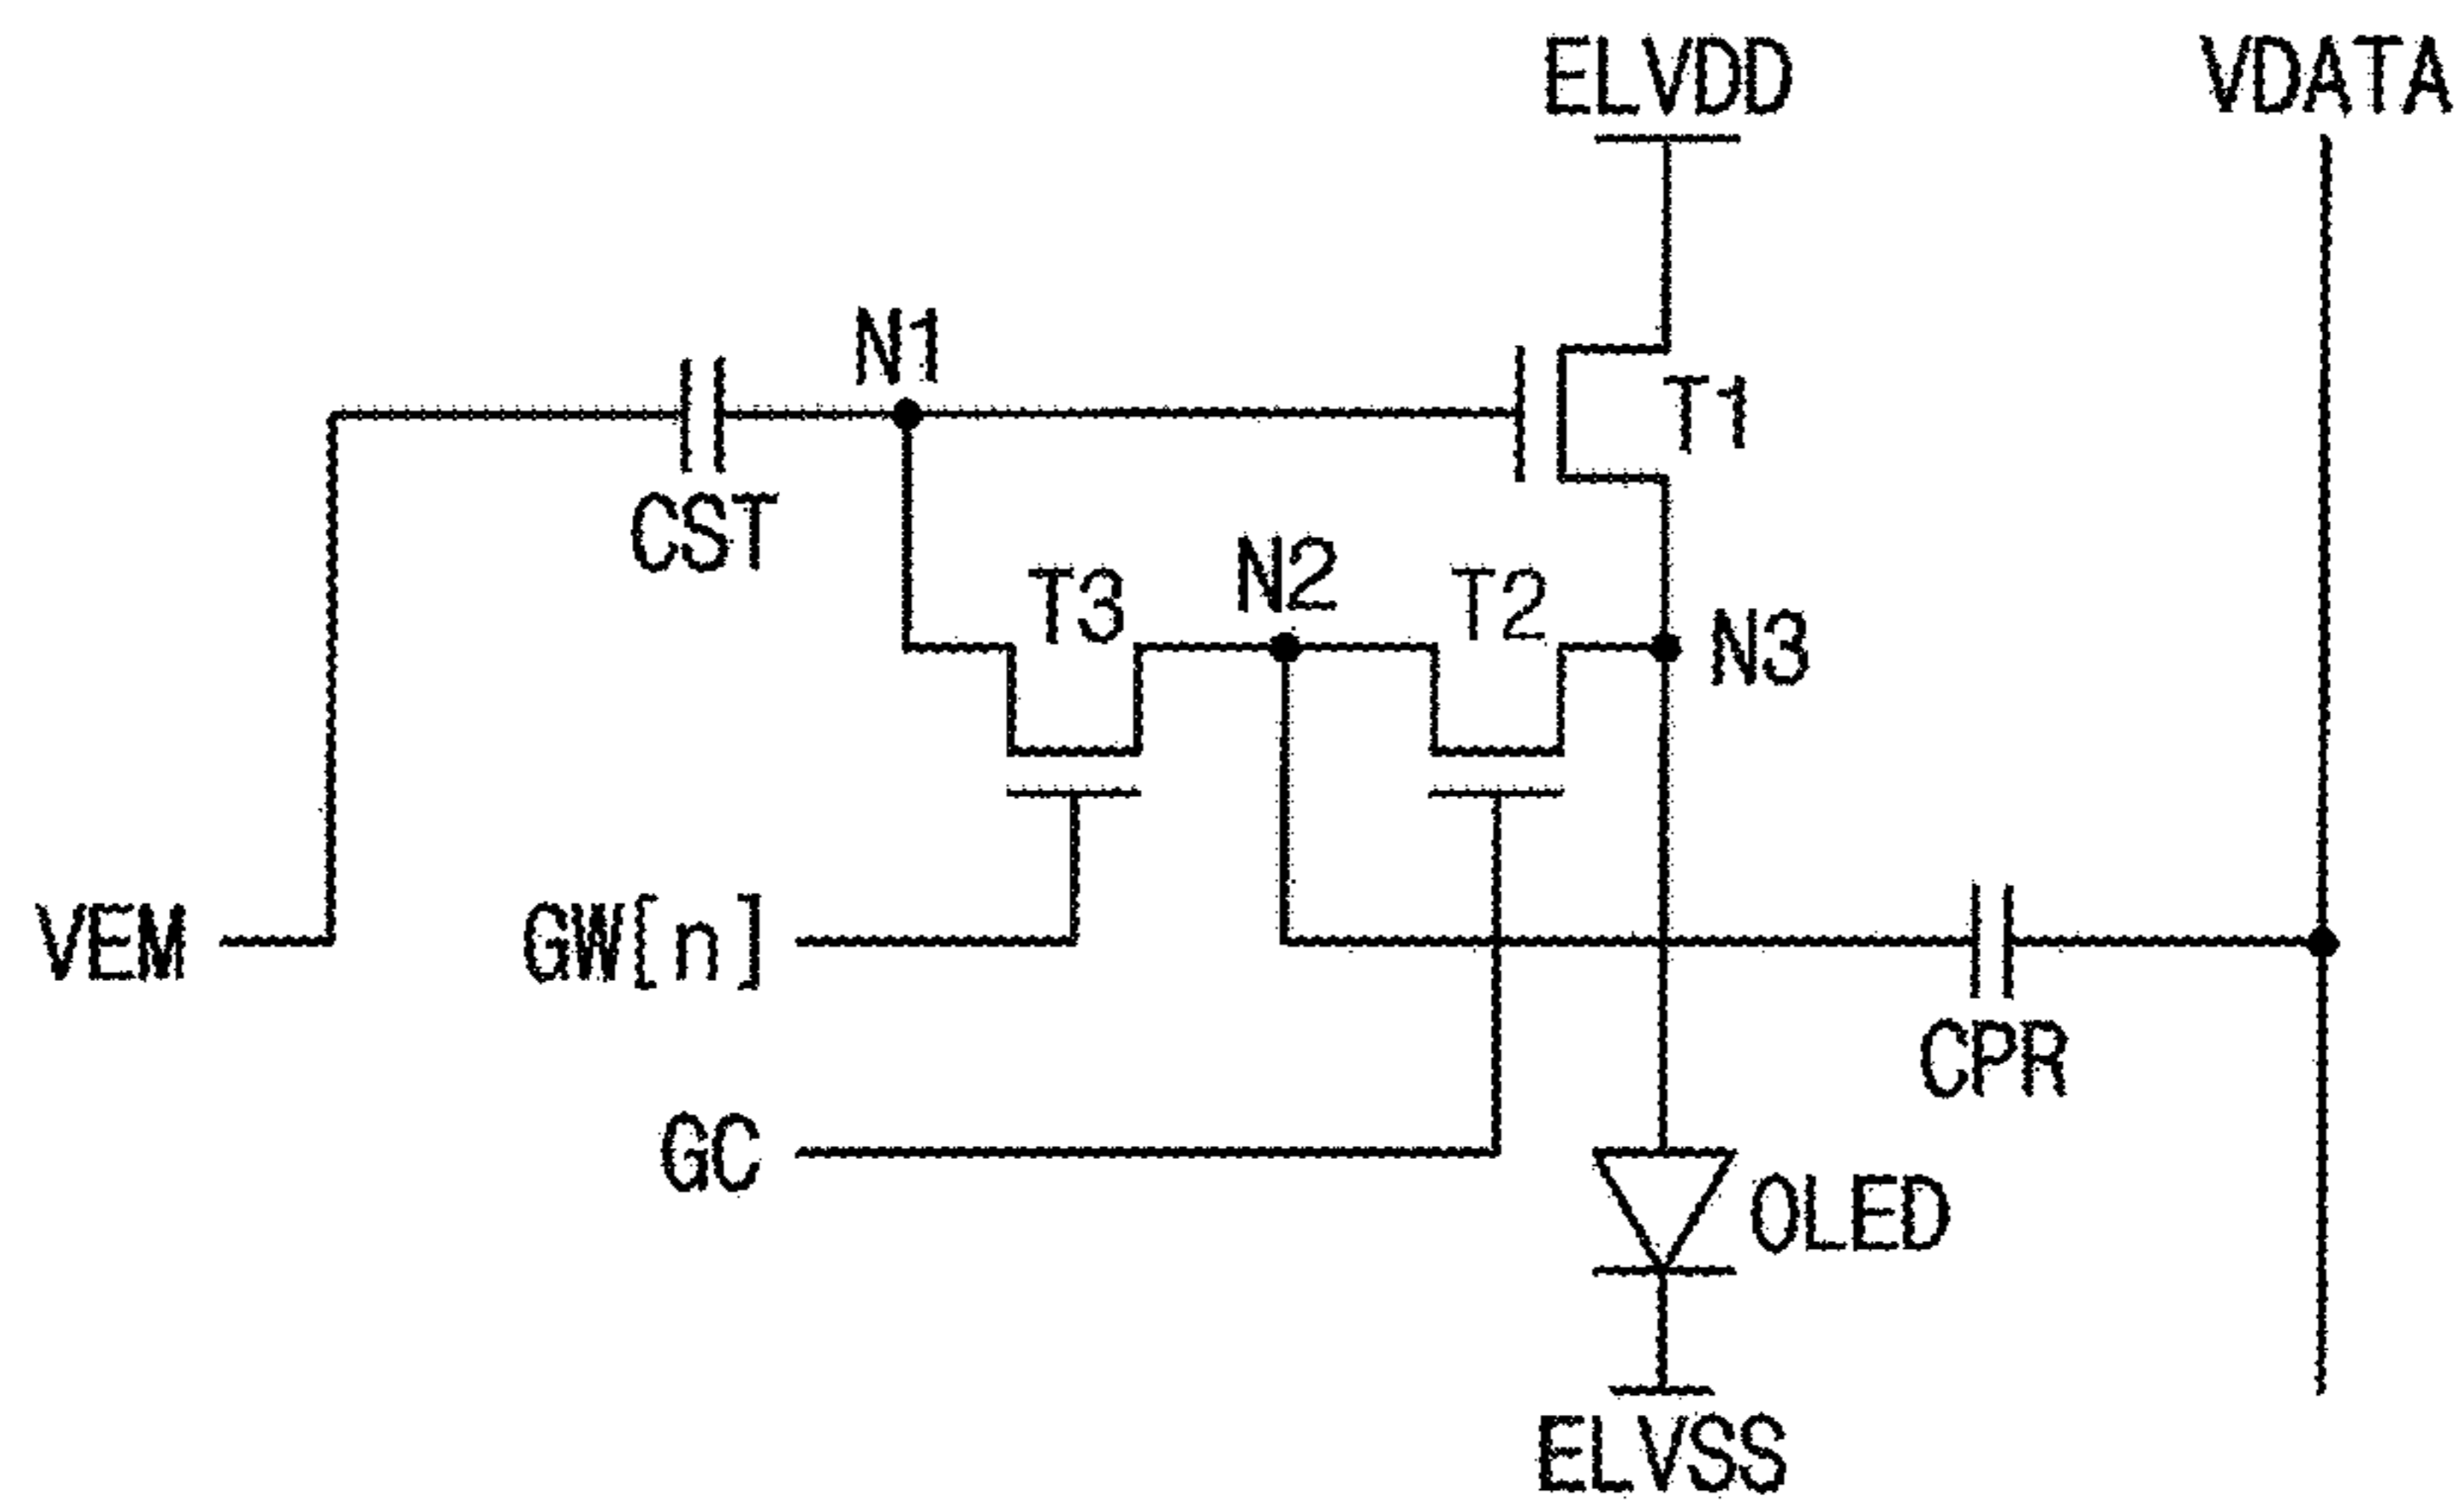 ELVDD
VDATA
N1
T1
CST
N2
T3
T2
N3
VEM
GW[n]
CPR
GC
OLED
ELVSS